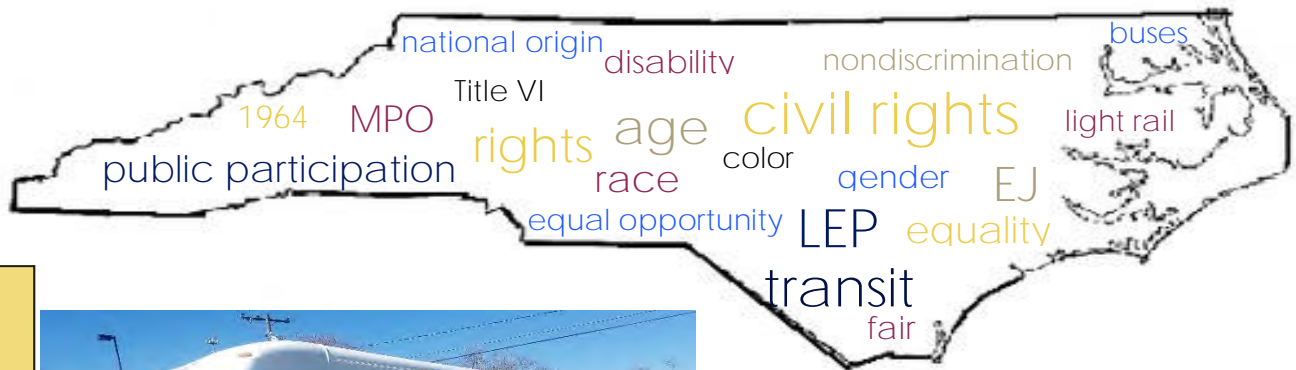 national origin
buses
disability
nondiscrimination
Title VI
1964
MPO
rights
age
civil rights
light rail
public participation
race
color
gender
EJ
equal opportunity
LEP
equality
transit
fair